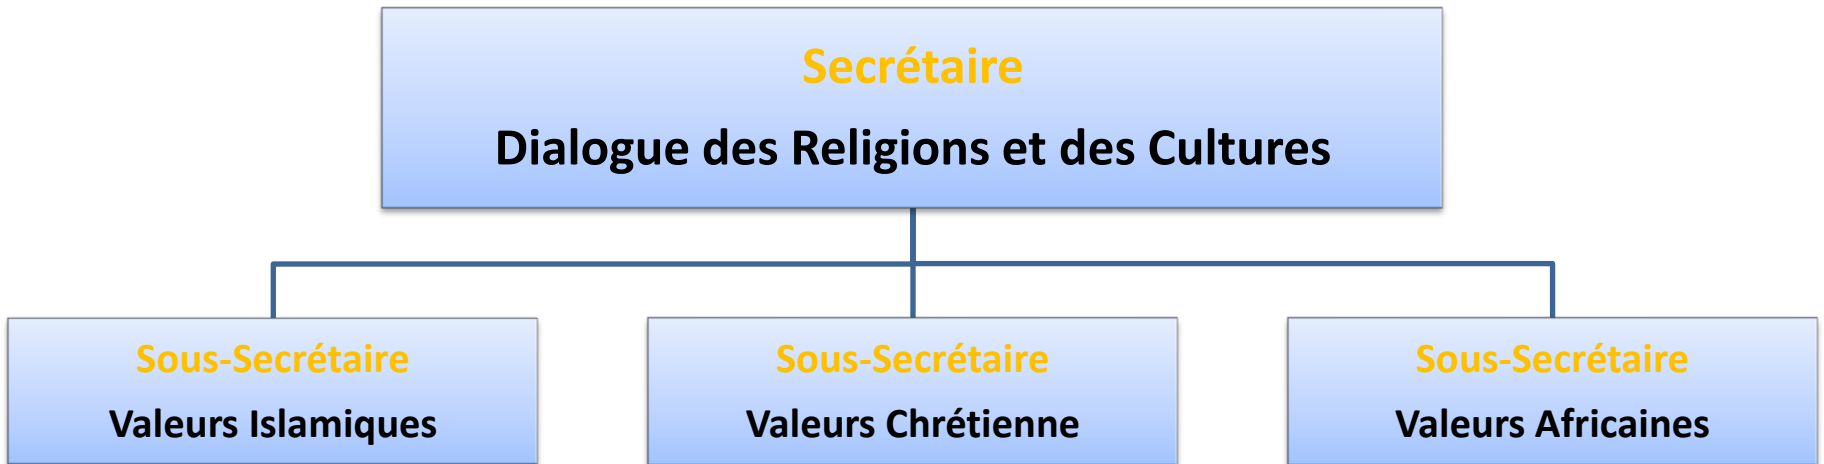 Secrétaire
Dialogue des Religions et des Cultures
Sous-Secrétaire
Valeurs Islamiques
Sous-Secrétaire
Valeurs Chrétienne
Sous-Secrétaire
Valeurs Africaines